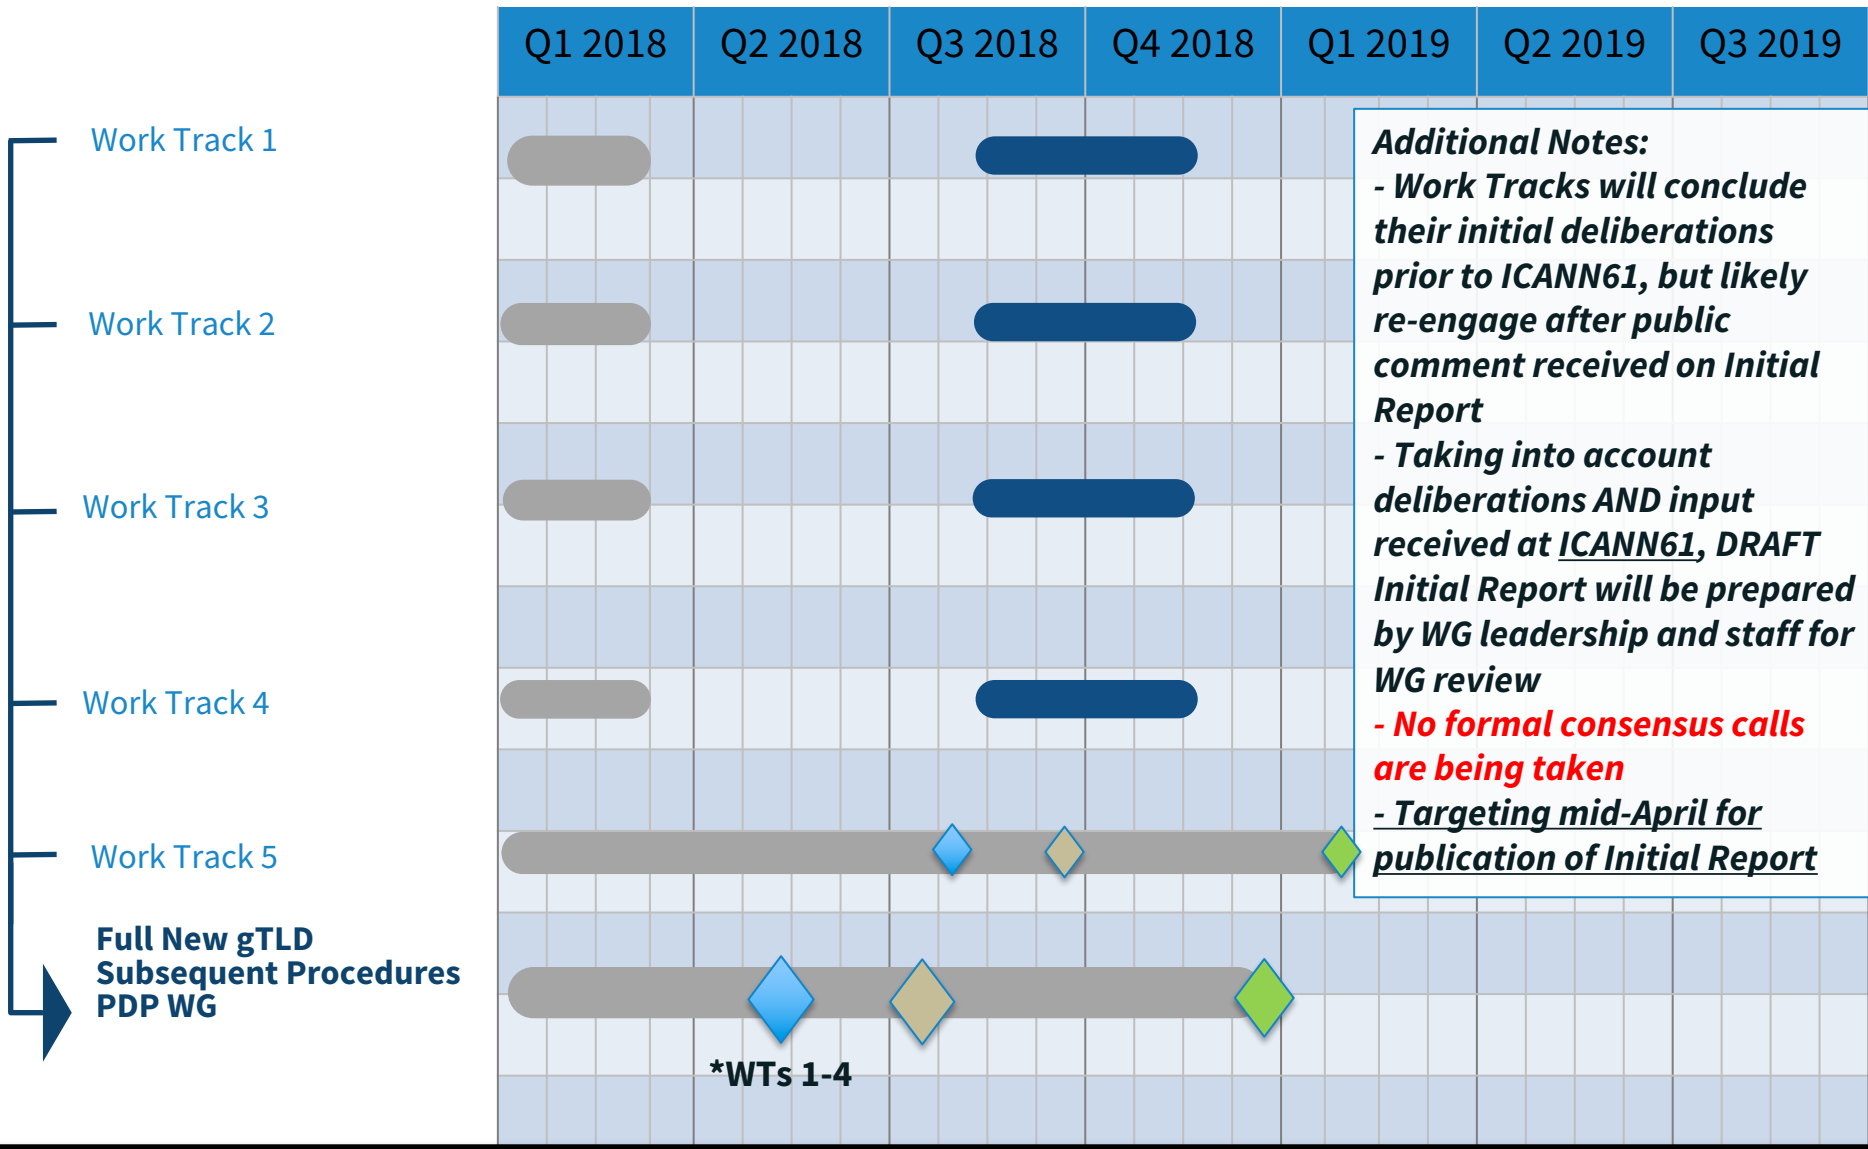 Q1 2018 Q2 2018 Q3 2018 Q4 2018 Q1 2019 Q2 2019 Q3 2019
Work Track 1
Work Track 2
Work Track 3
Work Track 4
Work Track 5
Full New gTLD
Subsequent Procedures
PDP WG
*WTs 1-4
Additional Notes:
- Work Tracks will conclude
their initial deliberations
prior to ICANN61, but likely
re-engage after public
comment received on Initial
Report
- Taking into account
deliberations AND input
received at ICANN61, DRAFT
Initial Report will be prepared
by WG leadership and staff for
WG review
- No formal consensus calls
are being taken
- Targeting mid-April for
publication of Initial Report